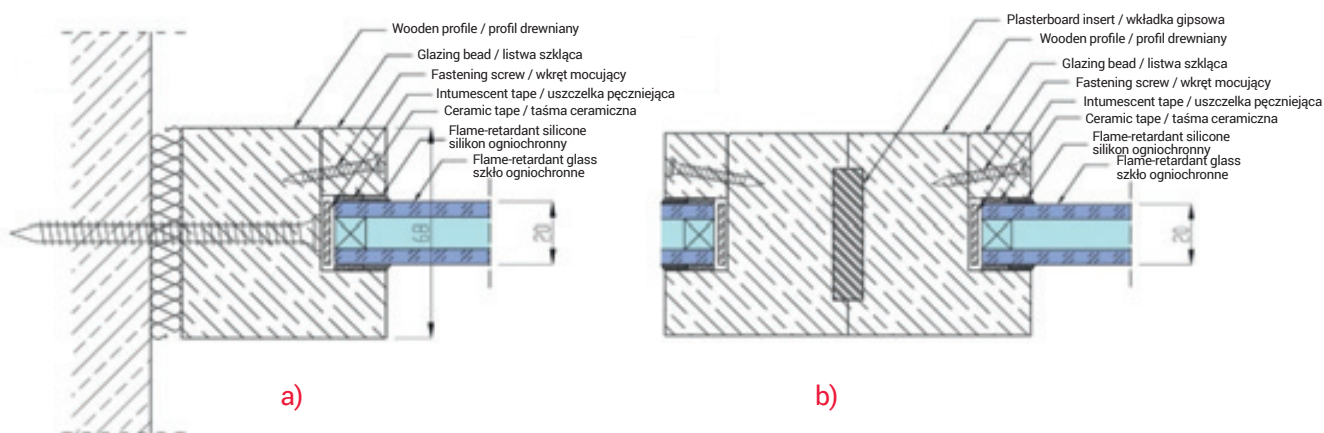 Wooden profile / profil drewniany
Glazing bead / listwa szkląca
Fastening screw / wkręt mocujący
Intumescent tape / uszczelka pęczniejąca
Ceramic tape / taśma ceramiczna
Flame-retardant silicone
silikon ogniochronny
Flame-retardant glass
szkło ogniochronne
68
20
a)
Plasterboard insert / wkładka gipsowa
Wooden profile / profil drewniany
Glazing bead / listwa szkląca
Fastening screw / wkręt mocujący
Intumescent tape / uszczelka pęczniejąca
Ceramic tape / taśma ceramiczna
Flame-retardant silicone
silikon ogniochronny
Flame-retardant glass
szkło ogniochronne
20
b)